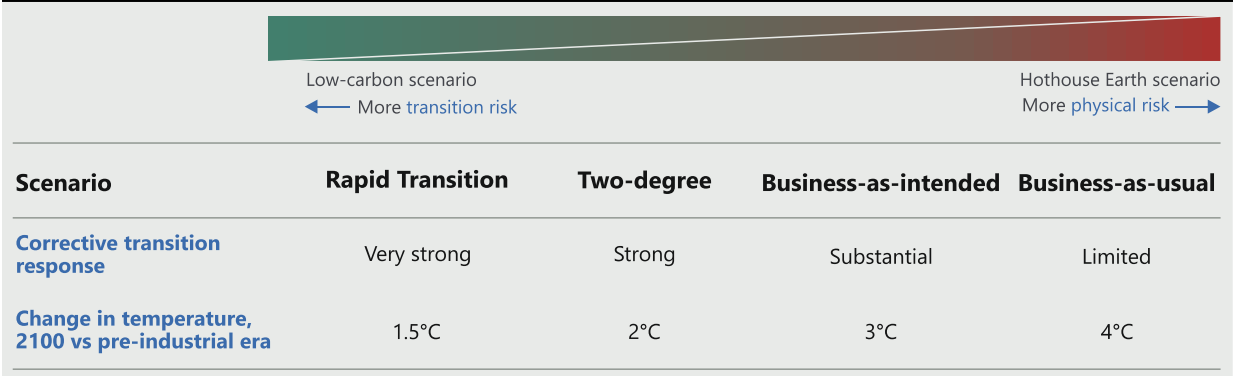 Low-carbon scenario
Hothouse Earth scenario
More transition risk
More physical risk
Scenario
Rapid Transition
Two-degree
Business-as-intended
Business-as-usual
Corrective transition
response
Very strong
Strong
Substantial
Limited
Change in temperature,
2100 vs pre-industrial era
1.5°C
2°C
3°C
4°C